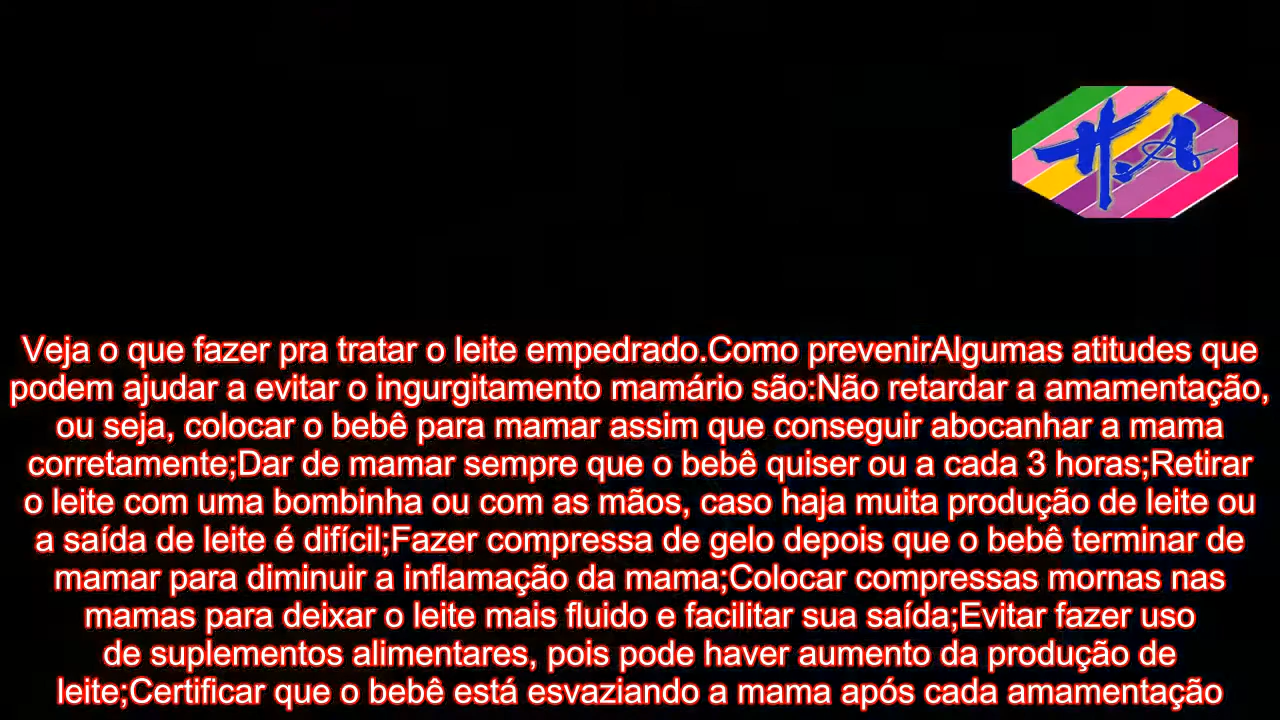 H.A
Veja o que fazer pra tratar o leite empedrado.Como prevenirAlgumas atitudes que
podem ajudar a evitar o ingurgitamento mamário são:Não retardar a amamentação,
ou seja, colocar o bebê para mamar assim que conseguir abocanhar a mama
corretamente;Dar de mamar sempre que o bebê quiser ou a cada 3 horas;Retirar
o leite com uma bombinha ou com as mãos, caso haja muita produção de leite ou
a saída de leite é difícil;Fazer compressa de gelo depois que o bebê terminar de
mamar para diminuir a inflamação da mama;Colocar compressas mornas nas
mamas para deixar o leite mais fluido e facilitar sua saída;Evitar fazer uso
de suplementos alimentares, pois pode haver aumento da produção de
leite;Certificar que o bebê está esvaziando a mama após cada amamentação